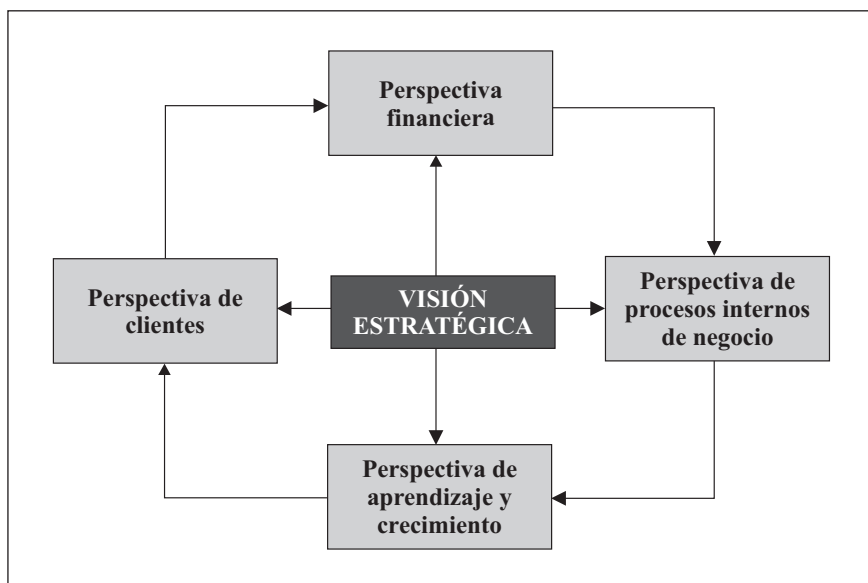 Perspectiva
financiera
Perspectiva de
clientes
VISIÓN
ESTRATÉGICA
Perspectiva de
procesos internos
de negocio
Perspectiva de
aprendizaje y
crecimiento